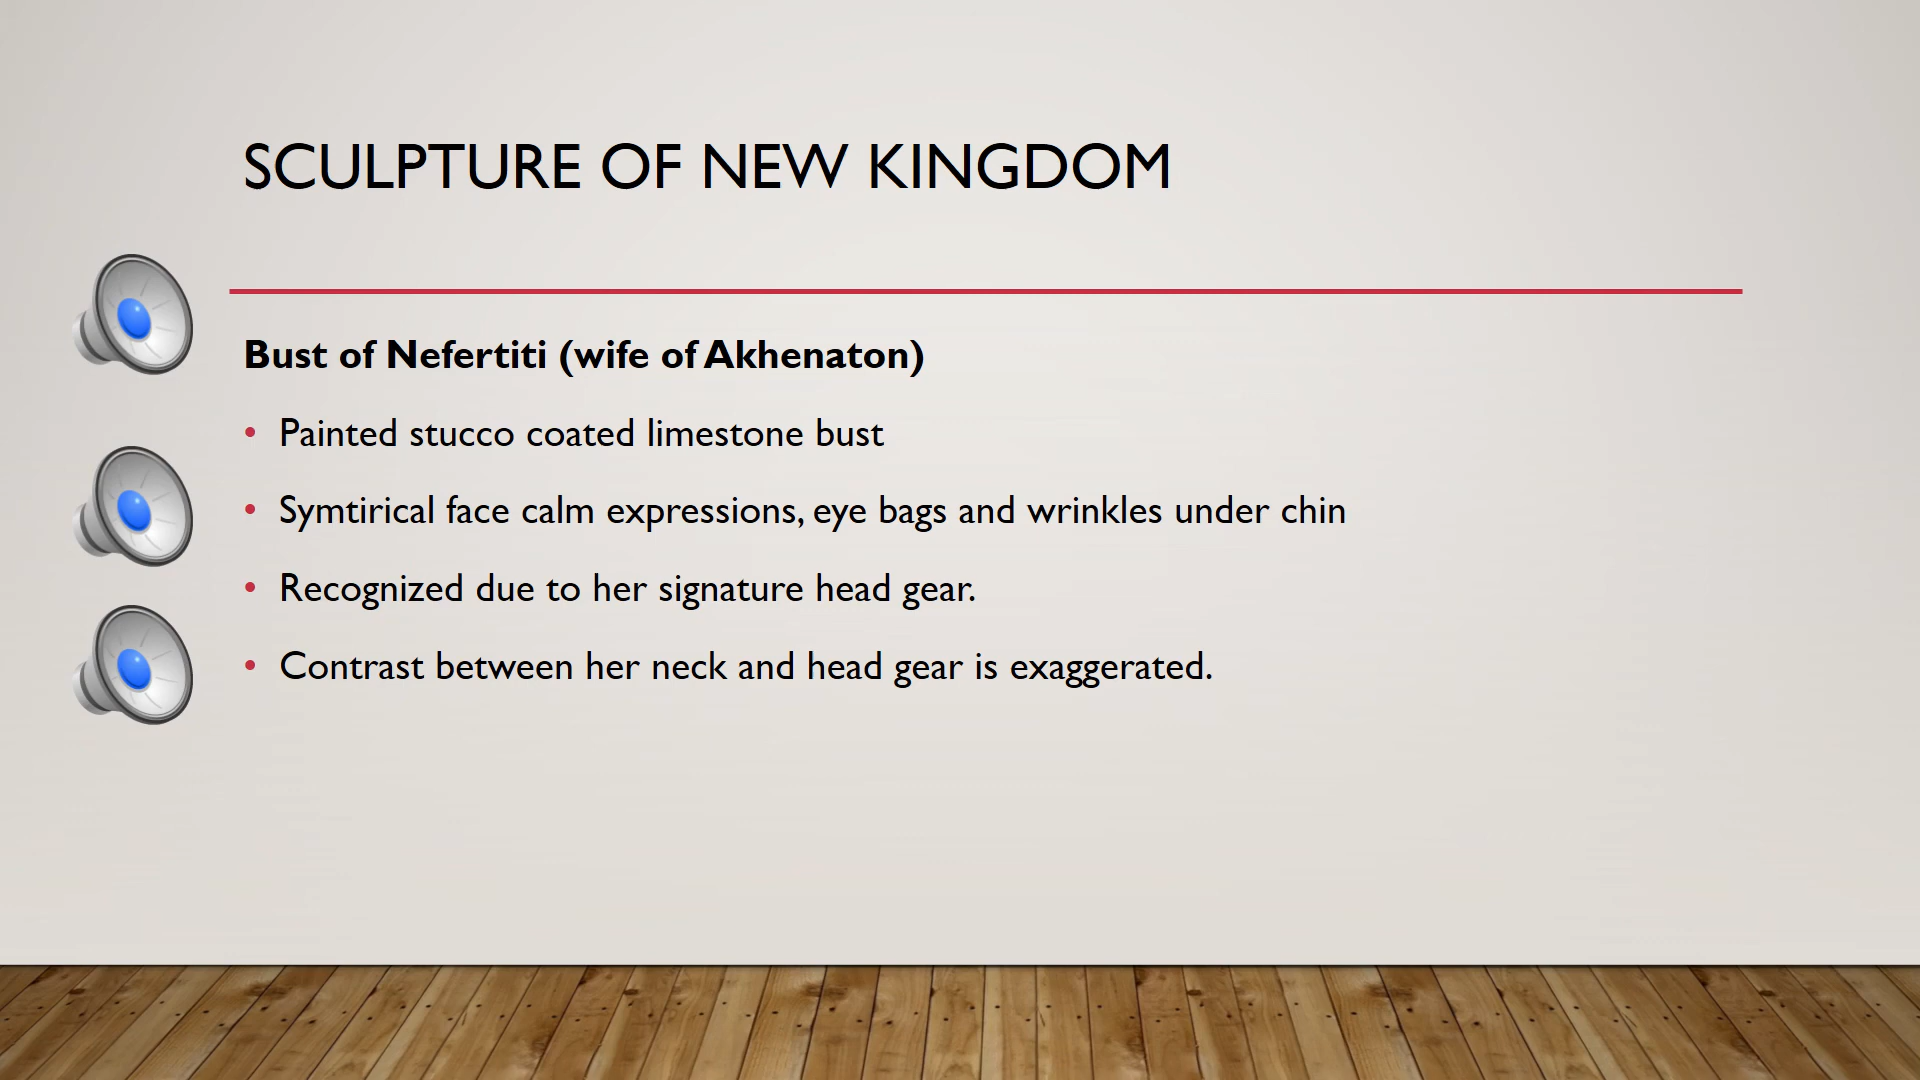 SCULPTURE OF NEW KINGDOM
Bust of Nefertiti (wife of Akhenaton)
• Painted stucco coated limestone bust
• Symtirical face calm expressions, eye bags and wrinkles under chin
• Recognized due to her signature head gear.
• Contrast between her neck and head gear is exaggerated.